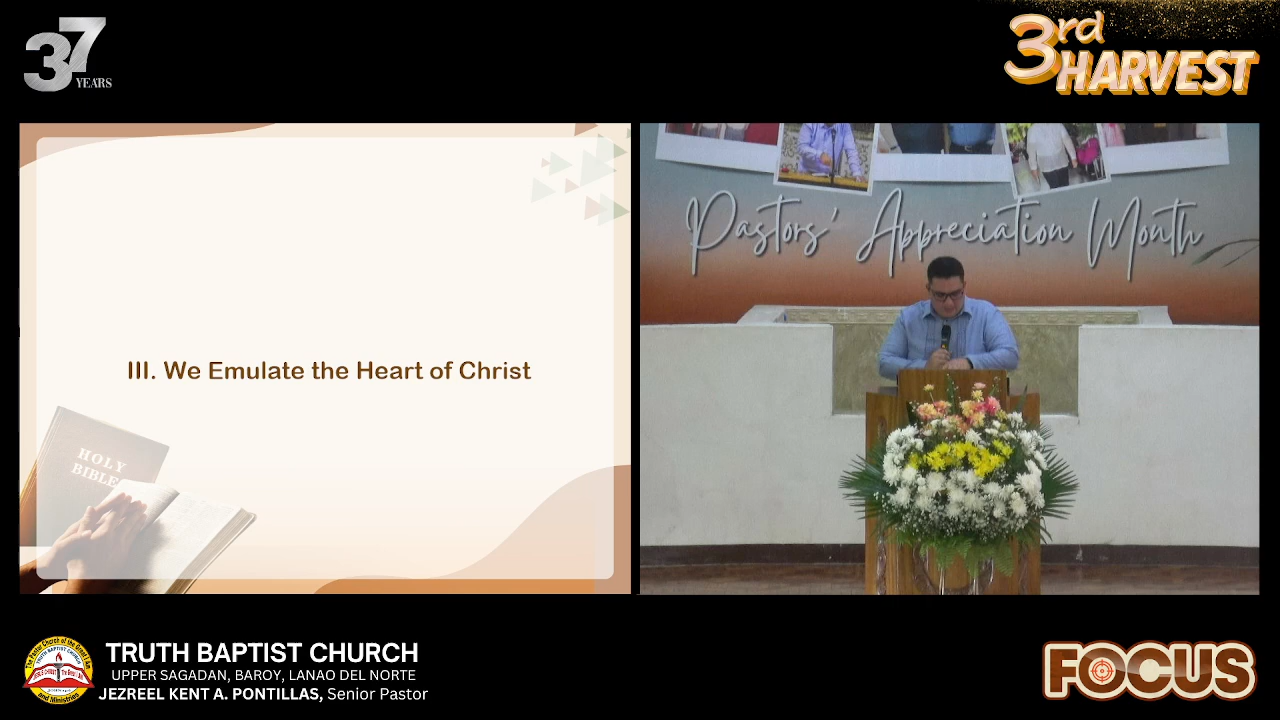 37
YEARS
3rd
HARVEST
III. We Emulate the Heart of Christ
HOLY
BIBLE
Pastors' Appreciation Month
TRUTH BAPTIST CHURCH
UPPER SAGADAN, BAROY, LANAO DEL NORTE
JEZREEL KENT A. PONTILLAS, Senior Pastor
FOCUS